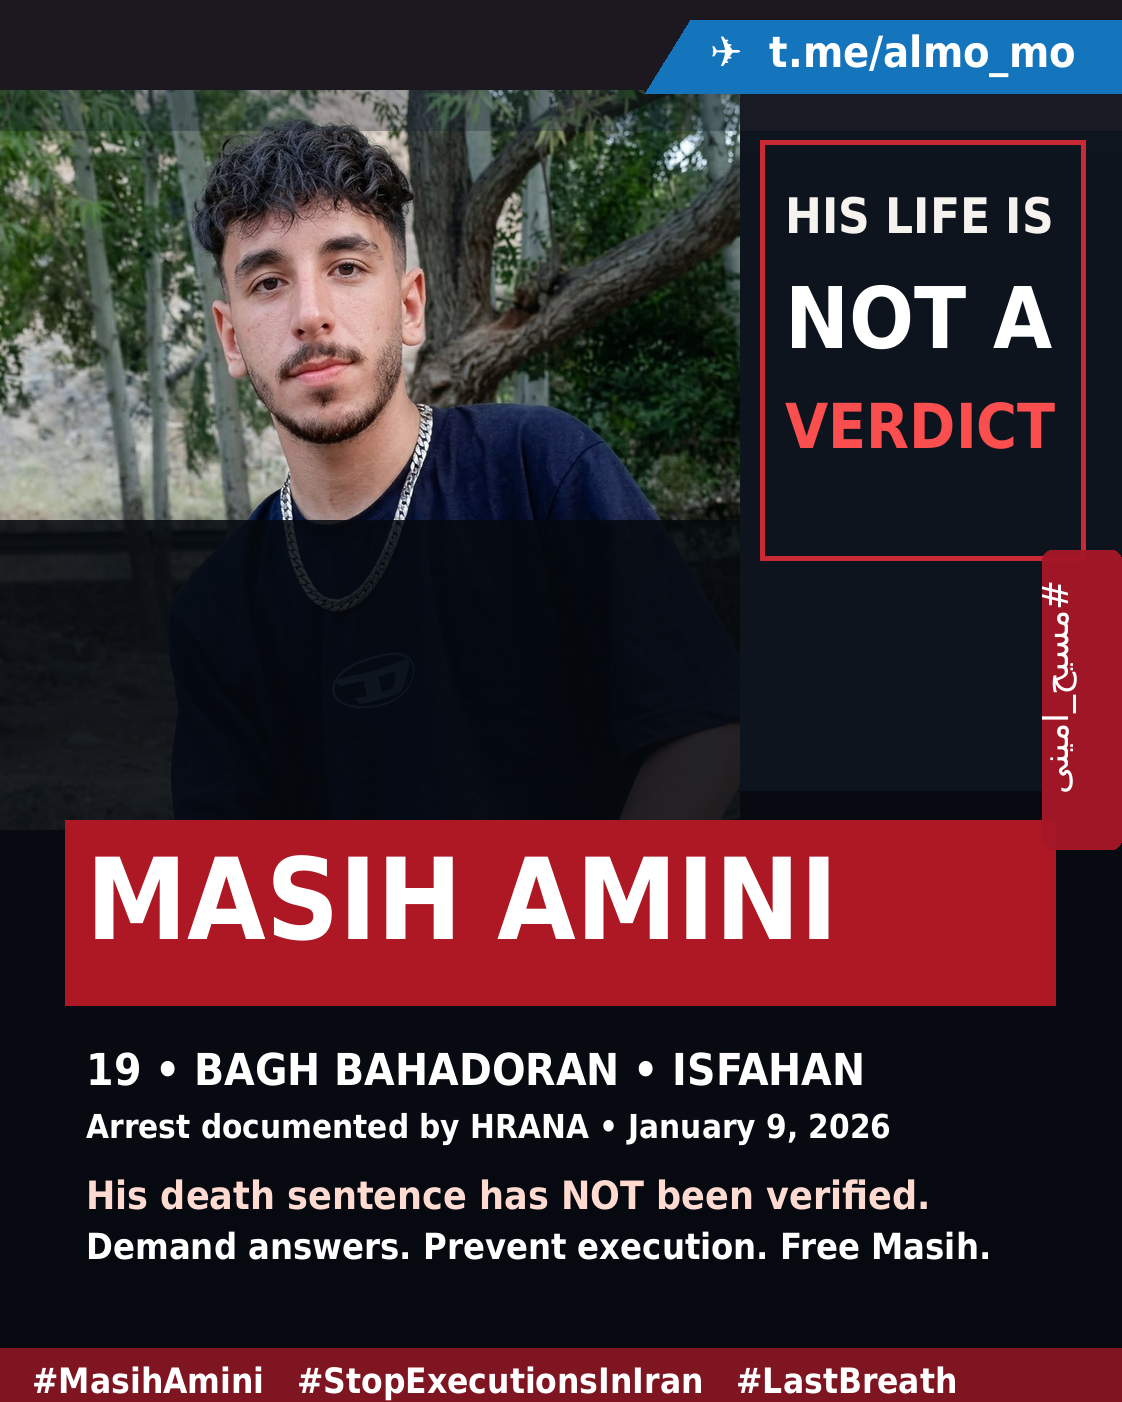 ✈ t.me/almo_mo
HIS LIFE IS
NOT A
VERDICT
#مسیح_امینی
MASIH AMINI
19 • BAGH BAHADORAN • ISFAHAN
Arrest documented by HRANA • January 9, 2026
His death sentence has NOT been verified.
Demand answers. Prevent execution. Free Masih.
#MasihAmini #StopExecutionsInIran #LastBreath